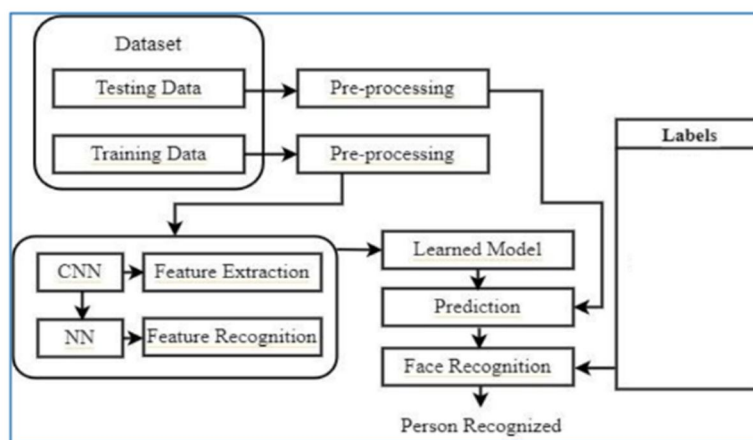 Dataset
Testing Data
Pre-processing
Training Data
Pre-processing
Labels
CNN
Feature Extraction
Learned Model
NN
Feature Recognition
Prediction
Face Recognition
Person Recognized